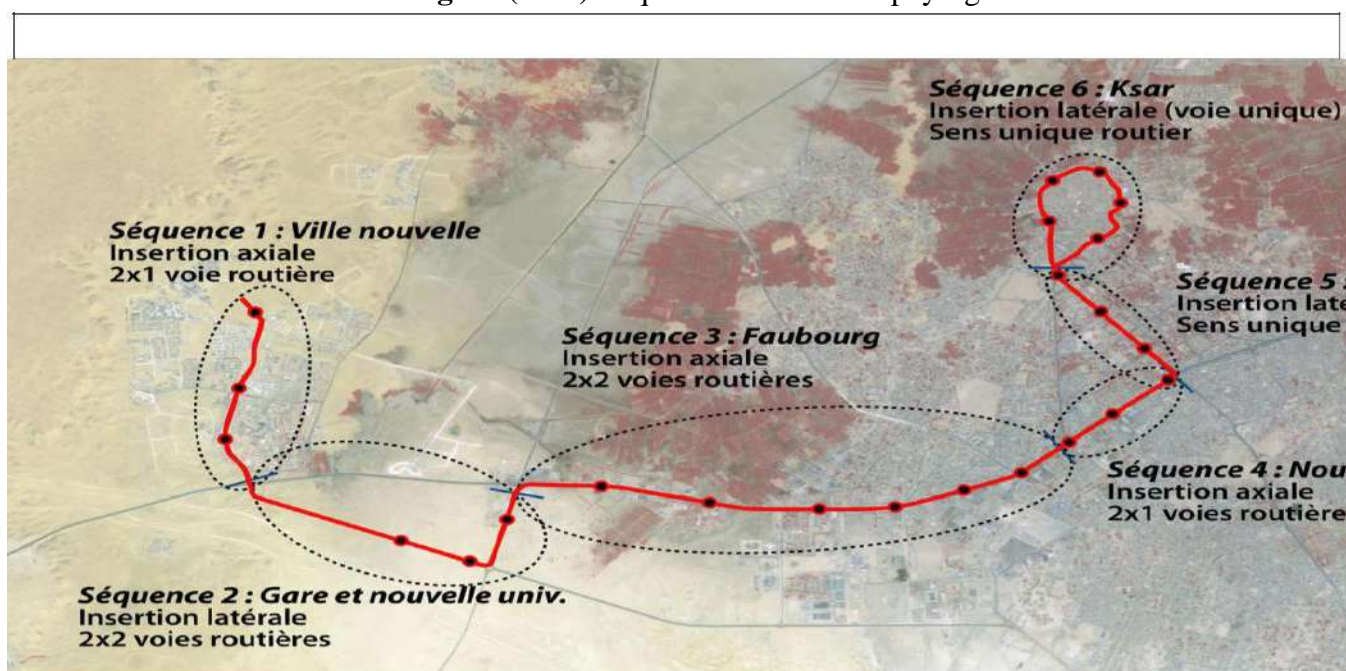 Séquence 6 : Ksar
Insertion latérale (voie unique)
Sens unique routier
Séquence 1 : Ville nouvelle
Insertion axiale
2x1 voie routière
Séquence 5 :
Insertion
Sens unique
Séquence 3 : Faubourg
Insertion axiale
2x2 voies routières
Séquence 4 :
Insertion axiale
2x1 voies routière
Séquence 2 : Gare et nouvelle univ.
Insertion latérale
2x2 voies routières